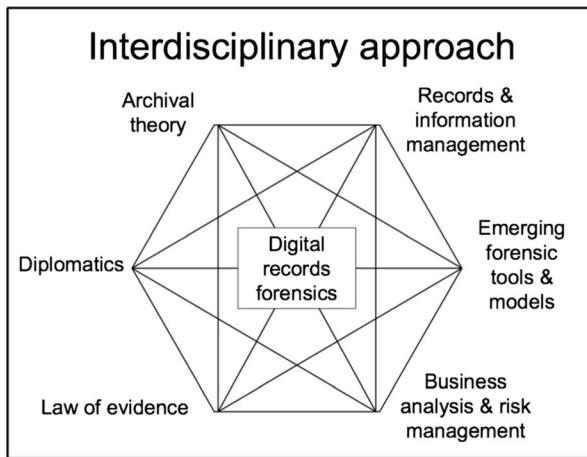 Interdisciplinary approach
Archival
theory
Records &
information
management
Diplomatics
Digital
records
forensics
Emerging
forensic
tools &
models
Law of evidence
Business
analysis & risk
management